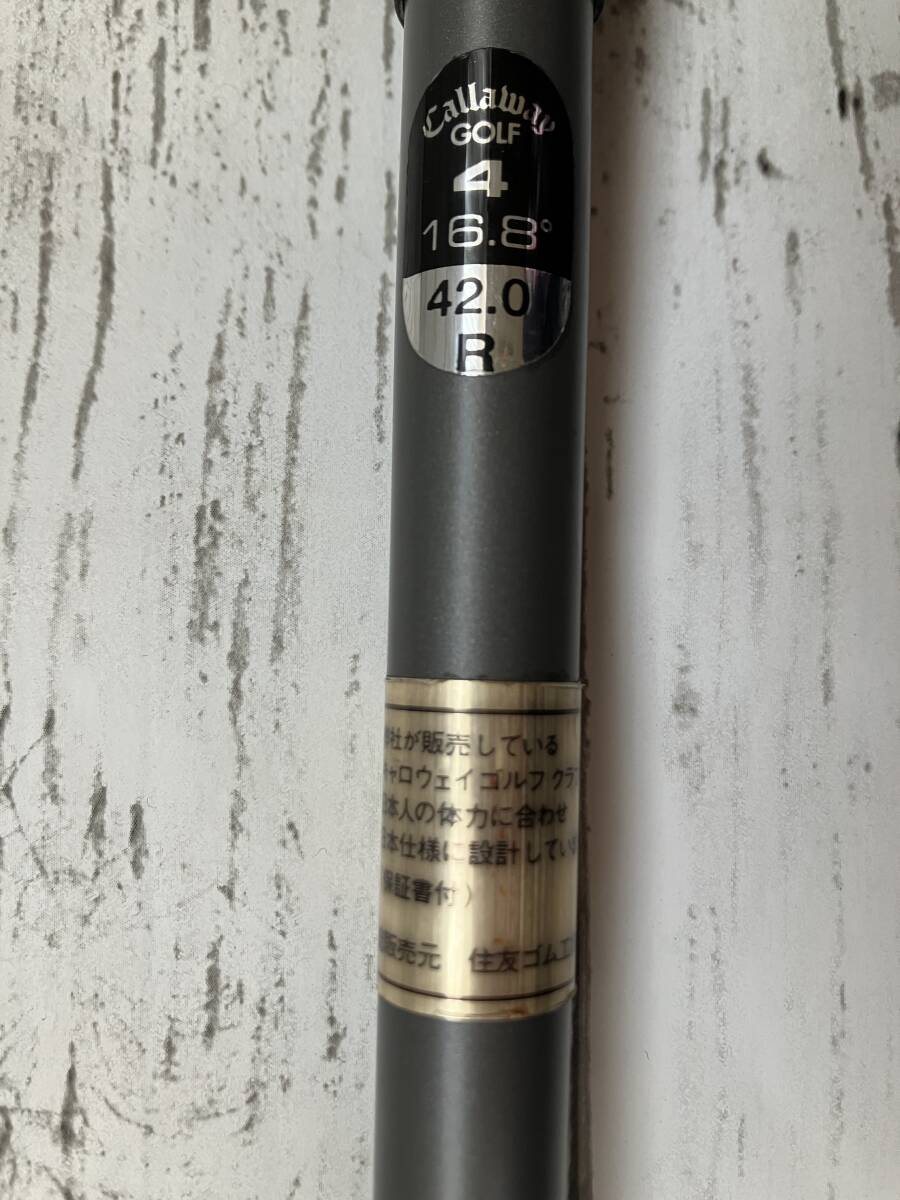 Callaway
GOLF
4
16.8°
42.0
R
社が販売している
キャロウェイ ゴルフ クラブ
本人の体力に合わせ
本仕様に設計してい
保証書付）
販売元 住友ゴム工